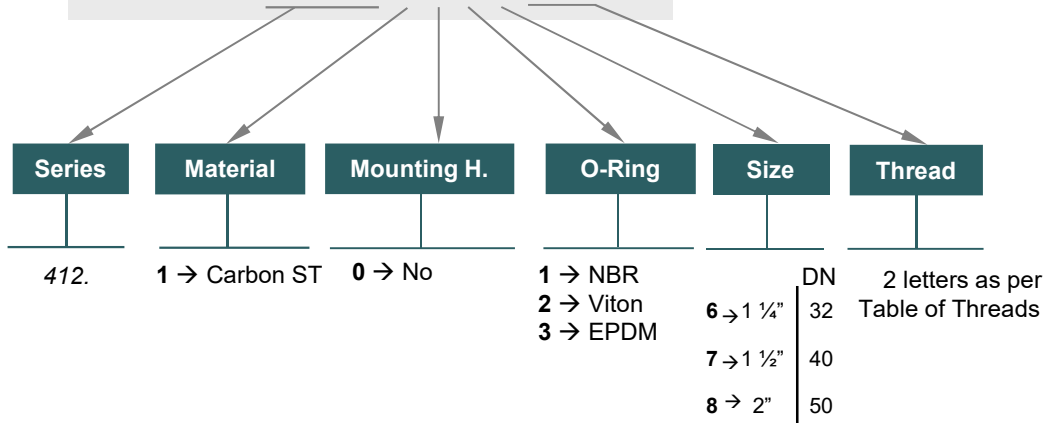 Series
Material
Mounting H.
O-Ring
Size
Thread
412.
1 → Carbon ST
0 → No
1 → NBR
2 → Viton
3 → EPDM
DN
6 → 1 ¼” 32
7 → 1 ½” 40
8 → 2” 50
2 letters as per
Table of Threads